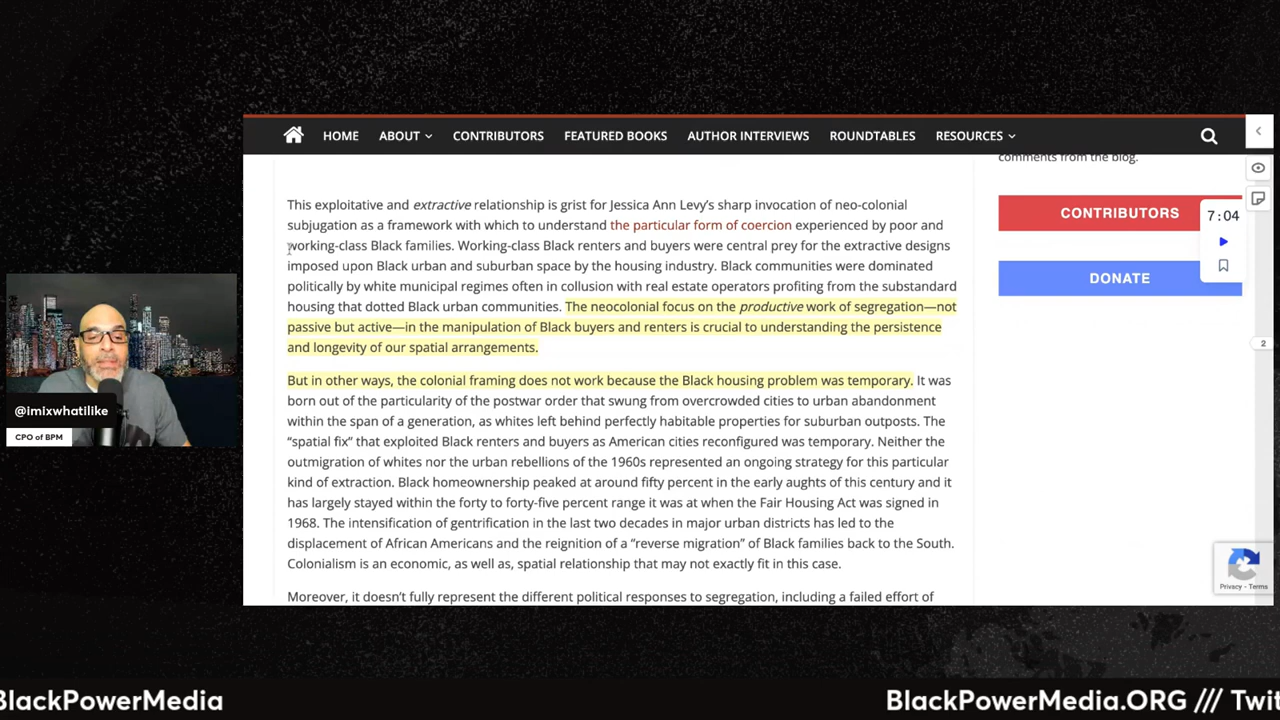 HOME ABOUT CONTRIBUTORS FEATURED BOOKS AUTHOR INTERVIEWS ROUNDTABLES RESOURCES
comments from the blog.
This exploitative and extractive relationship is grist for Jessica Ann Levy’s sharp invocation of neo-colonial
subjugation as a framework with which to understand the particular form of coercion experienced by poor and
working-class Black families. Working-class Black renters and buyers were central prey for the extractive designs
imposed upon Black urban and suburban space by the housing industry. Black communities were dominated
politically by white municipal regimes often in collusion with real estate operators profiting from the substandard
housing that dotted Black urban communities. The neocolonial focus on the productive work of segregation—not
passive but active—in the manipulation of Black buyers and renters is crucial to understanding the persistence
and longevity of our spatial arrangements.
But in other ways, the colonial framing does not work because the Black housing problem was temporary. It was
born out of the particularity of the postwar order that swung from overcrowded cities to urban abandonment
within the span of a generation, as whites left behind perfectly habitable properties for suburban outposts. The
“spatial fix” that exploited Black renters and buyers as American cities reconfigured was temporary. Neither the
outmigration of whites nor the urban rebellions of the 1960s represented an ongoing strategy for this particular
kind of extraction. Black homeownership peaked at around fifty percent in the early aughts of this century and it
has largely stayed within the forty to forty-five percent range it was at when the Fair Housing Act was signed in
1968. The intensification of gentrification in the last two decades in major urban districts has led to the
displacement of African Americans and the reignition of a “reverse migration” of Black families back to the South.
Colonialism is an economic, as well as, spatial relationship that may not exactly fit in this case.
Moreover, it doesn’t fully represent the different political responses to segregation, including a failed effort of
CONTRIBUTORS
DONATE
7:04
2
Privacy - Terms
@imixwhatilike
CPO of BPM
BlackPowerMedia
BlackPowerMedia.ORG /// Twit